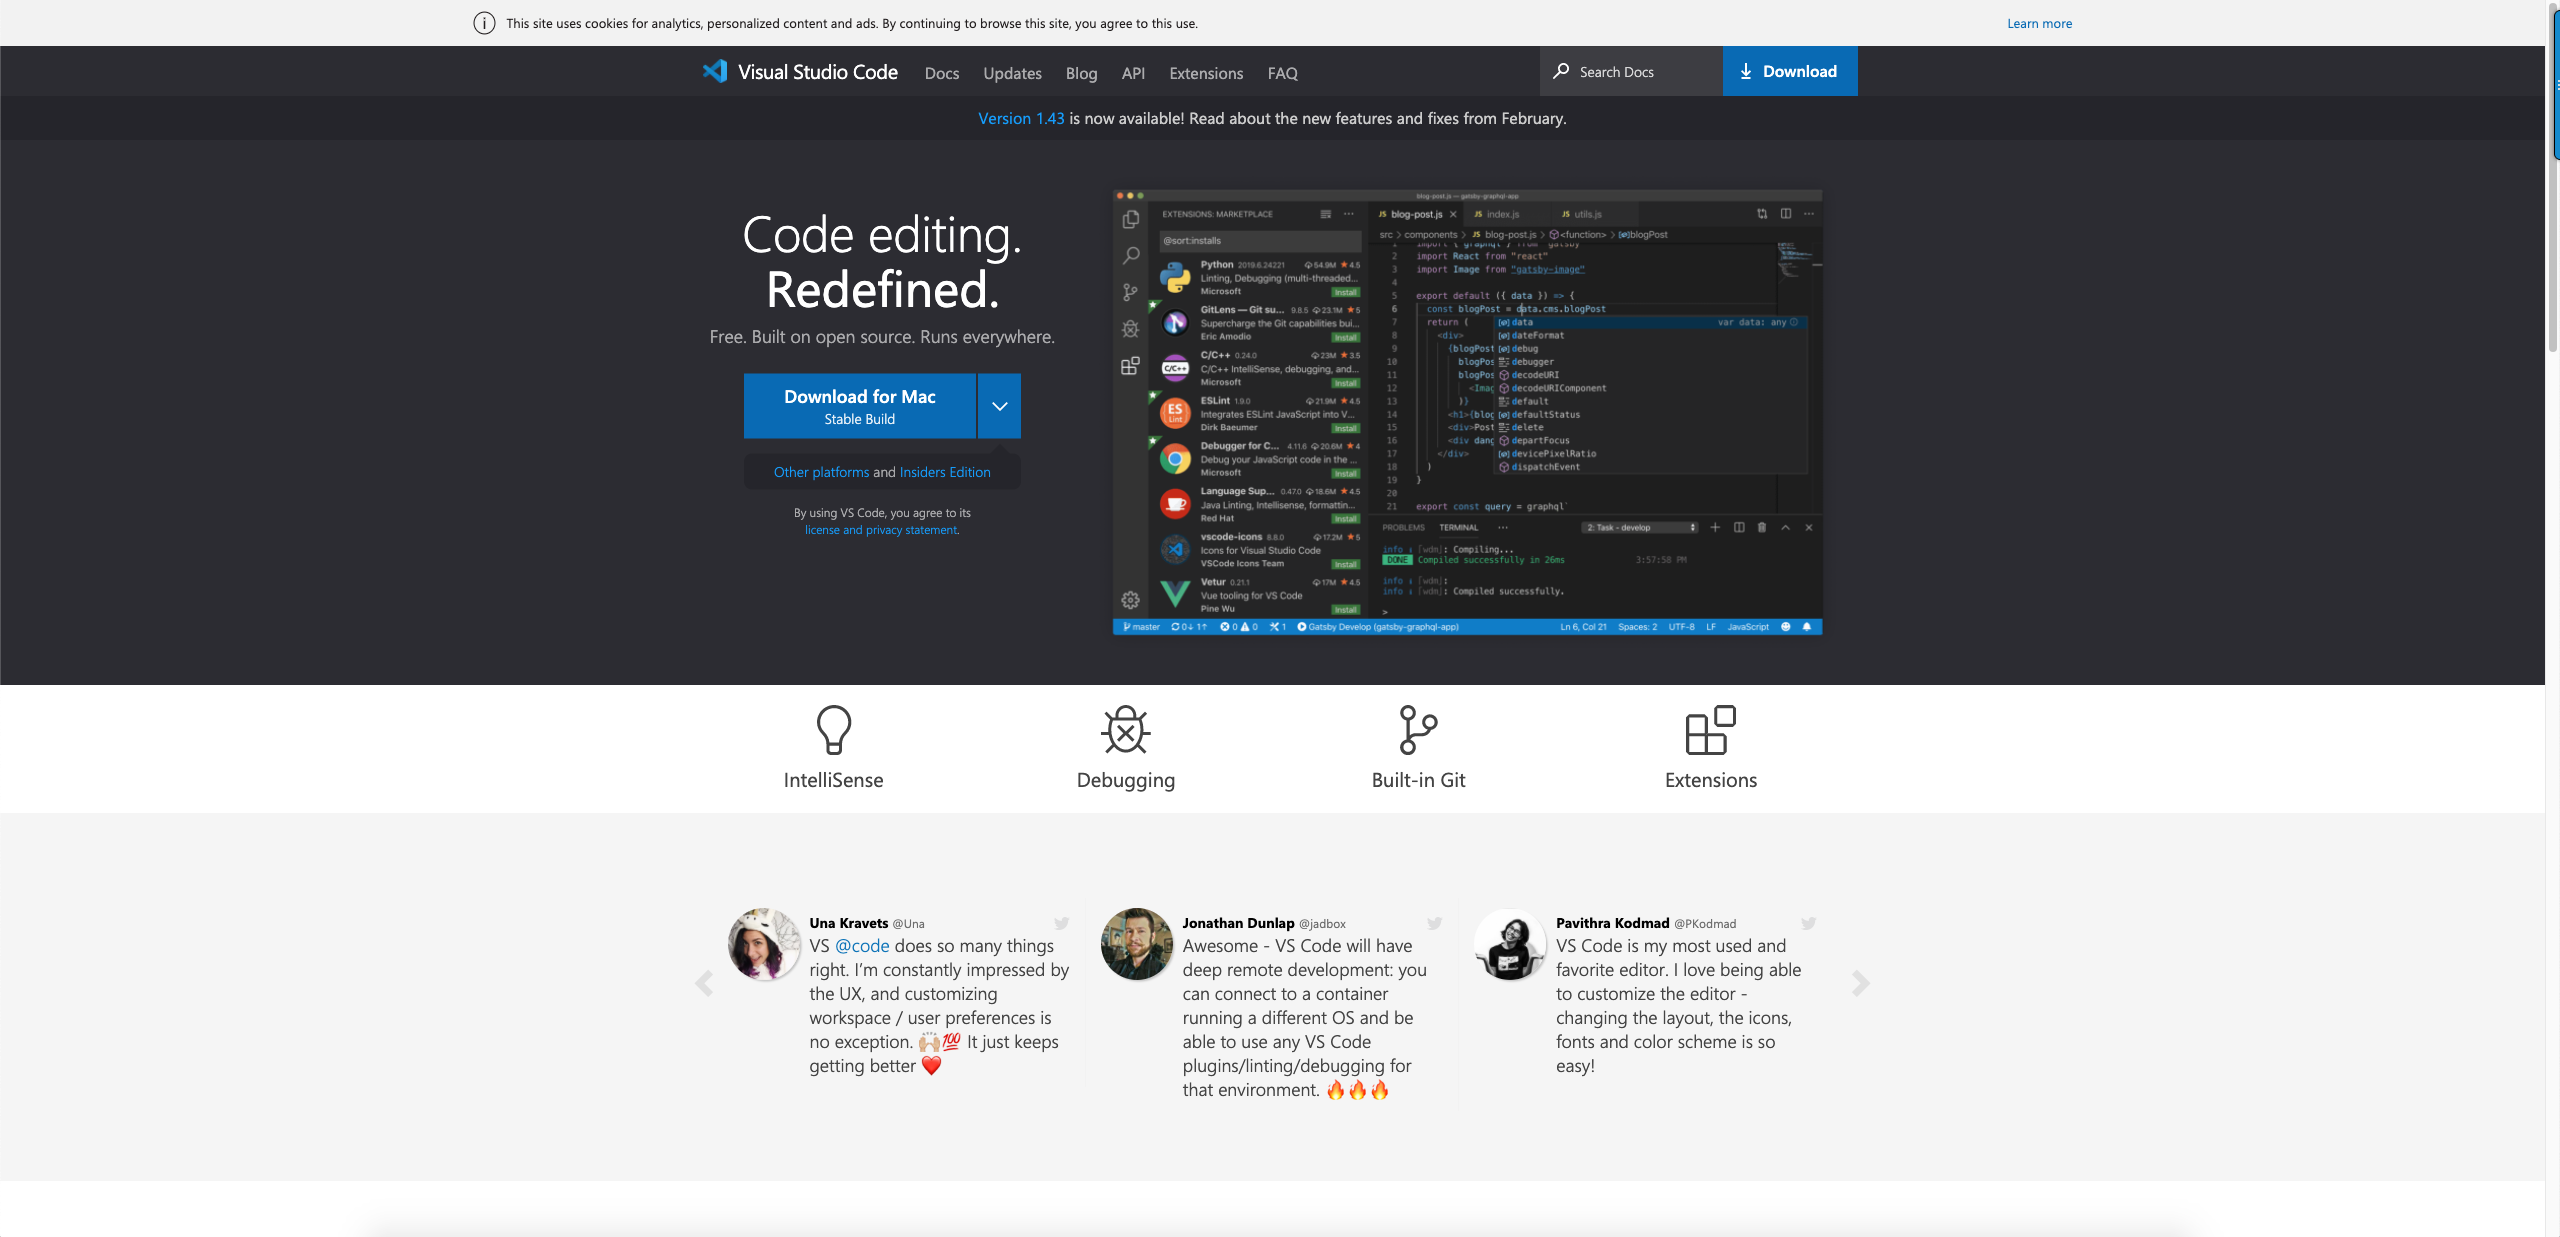 This site uses cookies for analytics, personalized content and ads. By continuing to browse this site, you agree to this use.
Learn more
Visual Studio Code
Docs
Updates
Blog
API
Extensions
FAQ
Search Docs
Download
Version 1.43 is now available! Read about the new features and fixes from February.
Code editing.
Redefined.
Free. Built on open source. Runs everywhere.
Download for Mac
Stable Build
Other platforms and Insiders Edition
By using VS Code, you agree to its
license and privacy statement.
blog-post.js — gatsby-graphql-app
EXTENSIONS: MARKETPLACE
@sort:installs
Python 2019.6.24221 54.9M 4.5
Linting, Debugging (multi-threaded...
Microsoft
Install
GitLens — Git su... 9.8.5 23.1M 5
Supercharge the Git capabilities bui...
Eric Amodio
Install
C/C++ 0.24.0 23M 3.5
C/C++ IntelliSense, debugging, and...
Microsoft
Install
ESLint 1.9.0 21.9M 4.5
Integrates ESLint JavaScript into V...
Dirk Baeumer
Install
Debugger for C... 4.11.6 20.6M 4
Debug your JavaScript code in the ...
Microsoft
Install
Language Sup... 0.47.0 18.6M 4.5
Java Linting, Intellisense, formattin...
Red Hat
Install
vscode-icons 8.8.0 17.2M 5
Icons for Visual Studio Code
VSCode Icons Team
Install
Vetur 0.21.1 17M 4.5
Vue tooling for VS Code
Pine Wu
Install
JS blog-post.js
JS index.js
JS utils.js
src > components > JS blog-post.js > <function> > blogPost
1 import { graphql } from "gatsby"
2 import React from "react"
3 import Image from "gatsby-image"
4
5 export default ({ data }) => {
6 const blogPost = data.cms.blogPost
7 return (
8 <div>
9 {blogPost
10 blogPos
11 blogPos
12 <Imag
13 )}
14 <h1>{blog
15 <div>Post
16 <div dang
17 </div>
18 )
19 }
20
21 export const query = graphql`
data var data: any
dateFormat
debug
debugger
decodeURI
decodeURIComponent
default
defaultStatus
delete
departFocus
devicePixelRatio
dispatchEvent
PROBLEMS
TERMINAL
...
2: Task - develop
info [wdm]: Compiling...
DONE Compiled successfully in 26ms 3:57:58 PM
info [wdm]:
info [wdm]: Compiled successfully.
>
master 0↓ 1↑ 0 0 1 Gatsby Develop (gatsby-graphql-app)
Ln 6, Col 21 Spaces: 2 UTF-8 LF JavaScript
IntelliSense
Debugging
Built-in Git
Extensions
Una Kravets @Una
VS @code does so many things
right. I'm constantly impressed by
the UX, and customizing
workspace / user preferences is
no exception. 🙌🏼💯 It just keeps
getting better ❤️
Jonathan Dunlap @jadbox
Awesome - VS Code will have
deep remote development: you
can connect to a container
running a different OS and be
able to use any VS Code
plugins/linting/debugging for
that environment. 🔥🔥🔥
Pavithra Kodmad @PKodmad
VS Code is my most used and
favorite editor. I love being able
to customize the editor -
changing the layout, the icons,
fonts and color scheme is so
easy!